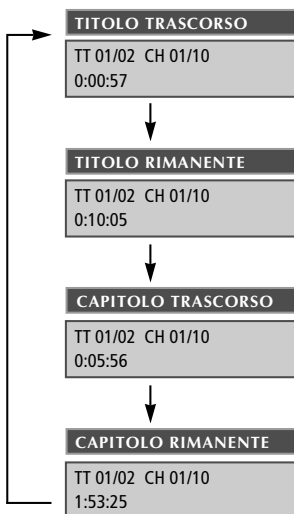 TITOLO TRASCORSO
TT 01/02 CH 01/10
0:00:57
TITOLO RIMANENTE
TT 01/02 CH 01/10
0:10:05
CAPITOLO TRASCORSO
TT 01/02 CH 01/10
0:05:56
CAPITOLO RIMANENTE
TT 01/02 CH 01/10
1:53:25